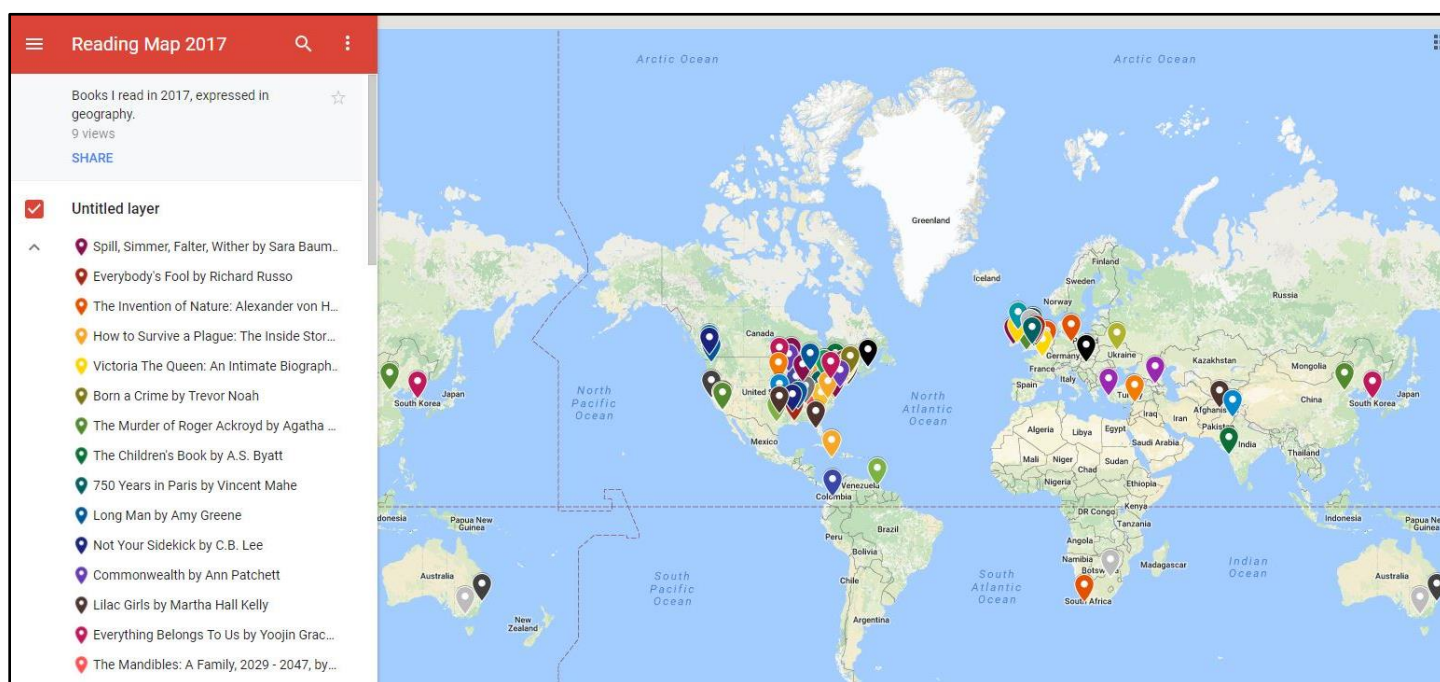 Reading Map 2017
Books I read in 2017, expressed in
geography.
9 views
SHARE
Untitled layer
Spill, Simmer, Falter, Wither by Sara Baum..
Everybody's Fool by Richard Russo
The Invention of Nature: Alexander von H...
How to Survive a Plague: The Inside Stor...
Victoria The Queen: An Intimate Biograph..
Born a Crime by Trevor Noah
The Murder of Roger Ackroyd by Agatha ...
The Children's Book by A.S. Byatt
750 Years in Paris by Vincent Mahe
Long Man by Amy Greene
Not Your Sidekick by C.B. Lee
Commonwealth by Ann Patchett
Lilac Girls by Martha Hall Kelly
Everything Belongs To Us by Yoojin Grac...
The Mandibles: A Family, 2029 - 2047, by...
Arctic Ocean
Arctic Ocean
Greenland
Iceland
Finland
Sweden
Norway
Russia
Canada
Germany
Ukraine
France
Kazakhstan
Mongolia
Spain
Italy
South Korea
Japan
North
Pacific
Ocean
North
Atlantic
Ocean
Iraq
Iran
Afghanis
Pakistan
China
South Korea
Japan
Mexico
Algeria
Libya
Egypt
Saudi Arabia
India
Thailand
Mali
Niger
Chad
Sudan
Nigeria
Ethiopia
Venezuela
Colombia
DR Congo
Kenya
Tanzania
donesia
Papua New
Guinea
Peru
Brazil
Bolivia
Indonesia
Papua Ne
Guinea
Angola
Namibia
Botsw
Madagascar
Indian
Ocean
Australia
South
Pacific
Ocean
Chile
South
Atlantic
Ocean
South Africa
Australia
New
Zealand
Argentina